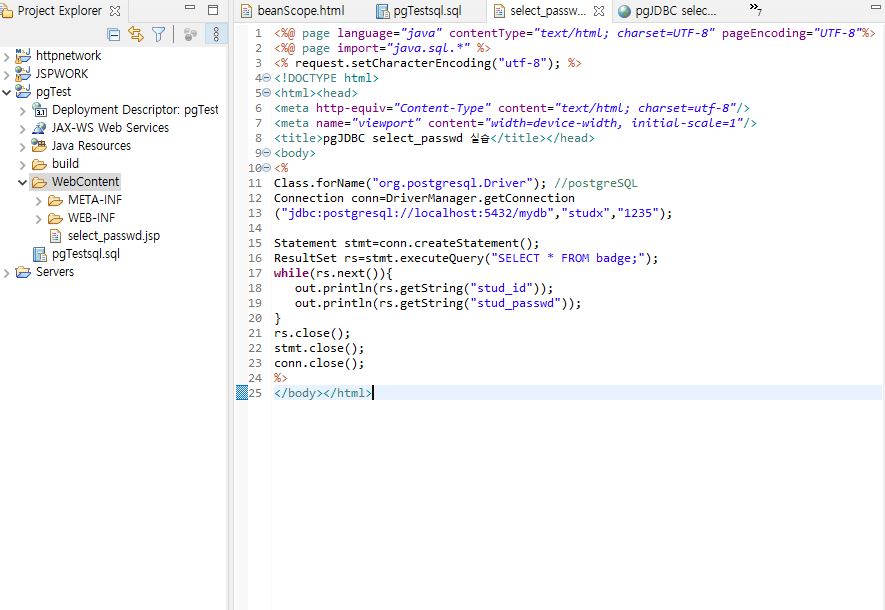 Project Explorer
httpnetwork
JSPWORK
pgTest
Deployment Descriptor: pgTest
JAX-WS Web Services
Java Resources
build
WebContent
META-INF
WEB-INF
select_passwd.jsp
pgTestsql.sql
Servers
beanScope.html
pgTestsql.sql
select_passw...
pgJDBC selec...
»7
1 <%@ page language="java" contentType="text/html; charset=UTF-8" pageEncoding="UTF-8"%>
2 <%@ page import="java.sql.*" %>
3 <% request.setCharacterEncoding("utf-8"); %>
4 <!DOCTYPE html>
5 <html><head>
6 <meta http-equiv="Content-Type" content="text/html; charset=utf-8"/>
7 <meta name="viewport" content="width=device-width, initial-scale=1"/>
8 <title>pgJDBC select_passwd 실습</title></head>
9 <body>
10 <%
11 Class.forName("org.postgresql.Driver"); //postgreSQL
12 Connection conn=DriverManager.getConnection
13 ("jdbc:postgresql://localhost:5432/mydb","studx","1235");
14
15 Statement stmt=conn.createStatement();
16 ResultSet rs=stmt.executeQuery("SELECT * FROM badge;");
17 while(rs.next()){
18 out.println(rs.getString("stud_id"));
19 out.println(rs.getString("stud_passwd"));
20 }
21 rs.close();
22 stmt.close();
23 conn.close();
24 %>
25 </body></html>